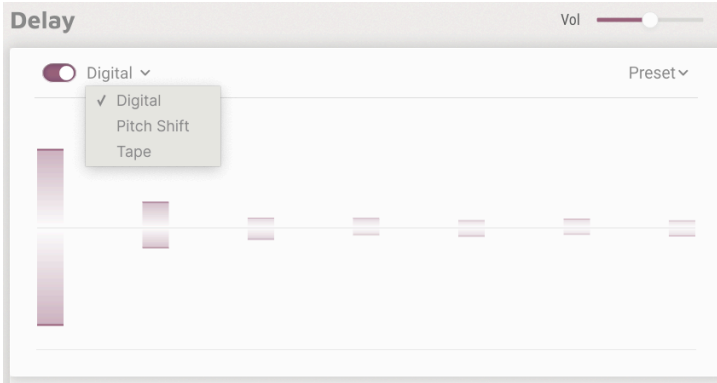 Delay
Vol
Digital
Preset
✓ Digital
Pitch Shift
Tape